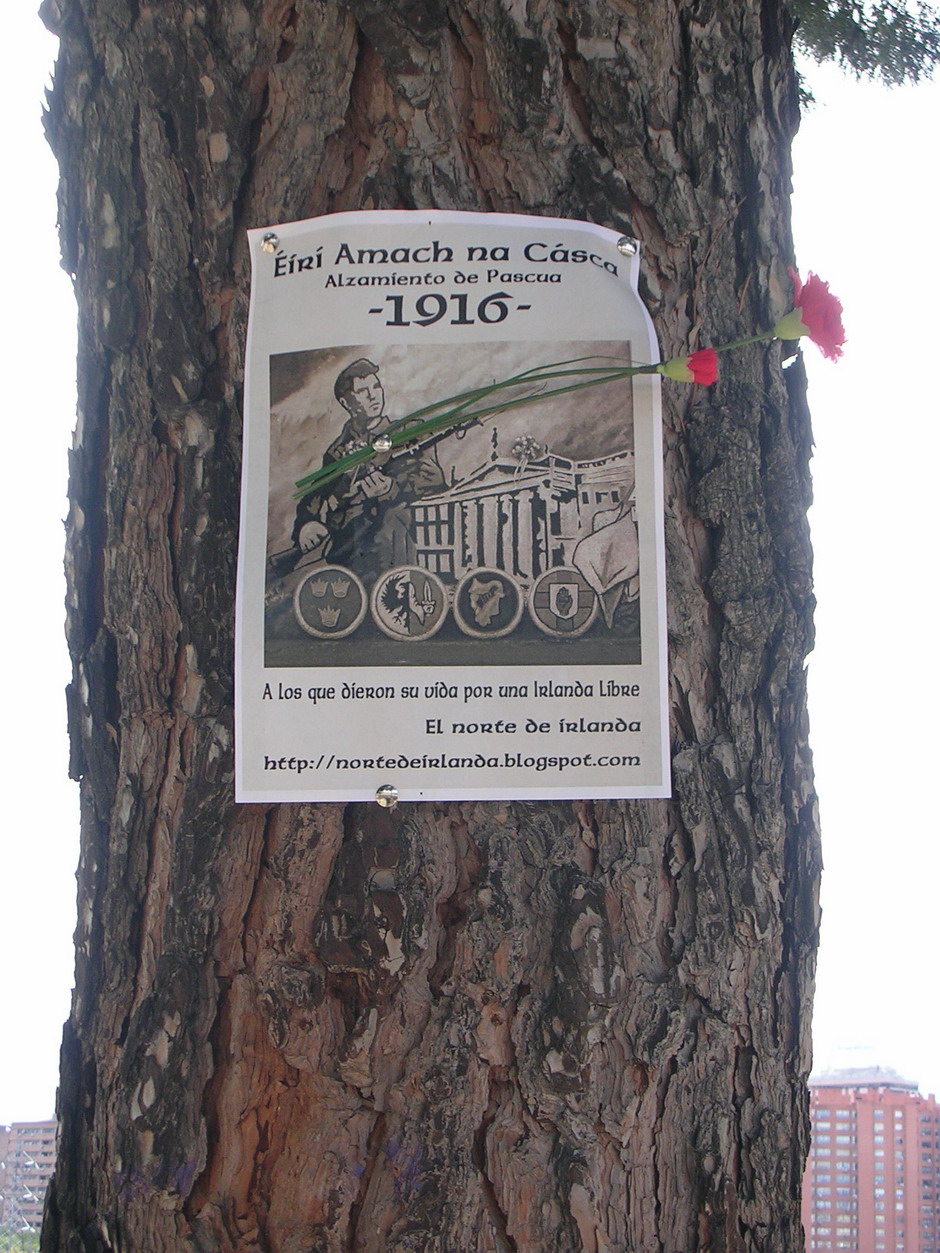 Éirí Amach na Cásca
Alzamiento de Pascua
-1916-
A los que dieron su vida por una Irlanda Libre
El norte de irlanda
http://nortedeirlanda.blogspot.com